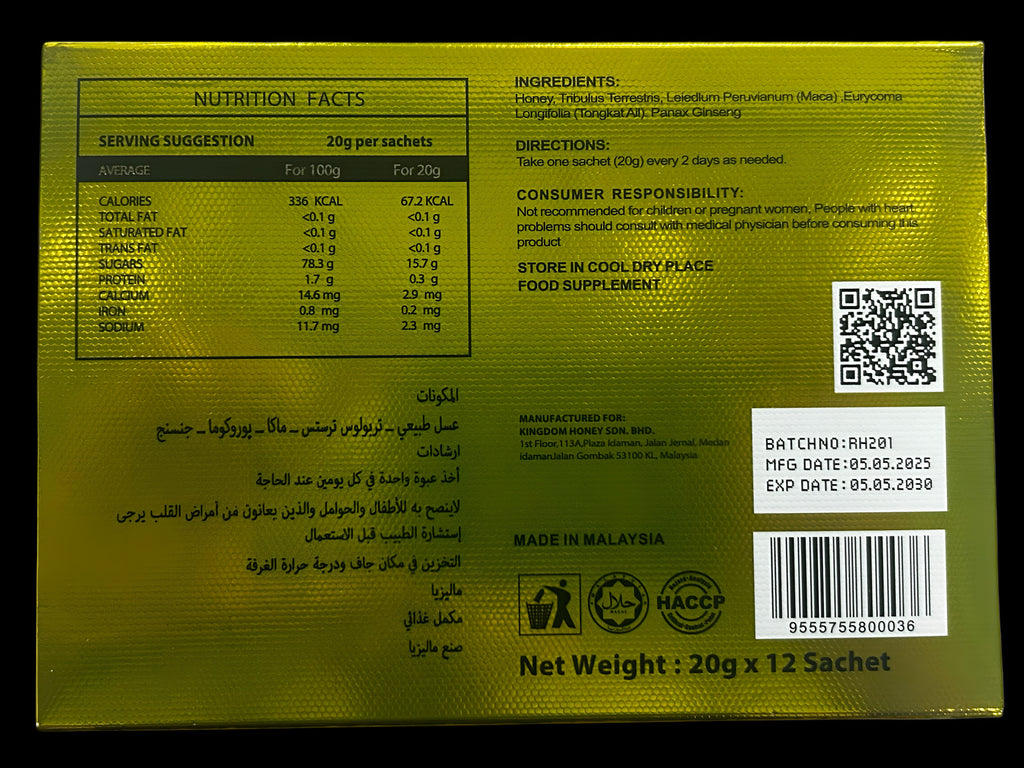 NUTRITION FACTS
SERVING SUGGESTION 20g per sachets
AVERAGE For 100g For 20g
CALORIES 336 KCAL 67.2 KCAL
TOTAL FAT <0.1 g <0.1 g
SATURATED FAT <0.1 g <0.1 g
TRANS FAT <0.1 g <0.1 g
SUGARS 78.3 g 15.7 g
PROTEIN 1.7 g 0.3 g
CALCIUM 14.6 mg 2.9 mg
IRON 0.8 mg 0.2 mg
SODIUM 11.7 mg 2.3 mg
المكونات
عسل طبيعي _ تربولوس ترستس _ ماكا _ يوروكوما _ جنسنج
ارشادات
أخذ عبوة واحدة في كل يومين عند الحاجة
لاينصح به للأطفال والحوامل والذين يعانون من أمراض القلب يرجى
إستشارة الطبيب قبل الاستعمال
التخزين في مكان جاف ودرجة حرارة الغرفة
ماليزيا
مكمل غذائي
صنع ماليزيا
INGREDIENTS:
Honey, Tribulus Terrestris, Leiedlum Peruvianum (Maca) ,Eurycoma
Longifolia (Tongkat All), Panax Ginseng
DIRECTIONS:
Take one sachet (20g) every 2 days as needed.
CONSUMER RESPONSIBILITY:
Not recommended for children or pregnant women, People with heart
problems should consult with medical physician before consuming this
product
STORE IN COOL DRY PLACE
FOOD SUPPLEMENT
MANUFACTURED FOR:
KINGDOM HONEY SDN. BHD.
1st Floor,113A,Plaza Idaman, Jalan Jernal, Medan
idamanJalan Gombak 53100 KL, Malaysia
BATCHNO:RH201
MFG DATE:05.05.2025
EXP DATE:05.05.2030
MADE IN MALAYSIA
حلال
HACCP
9555755800036
Net Weight : 20g x 12 Sachet